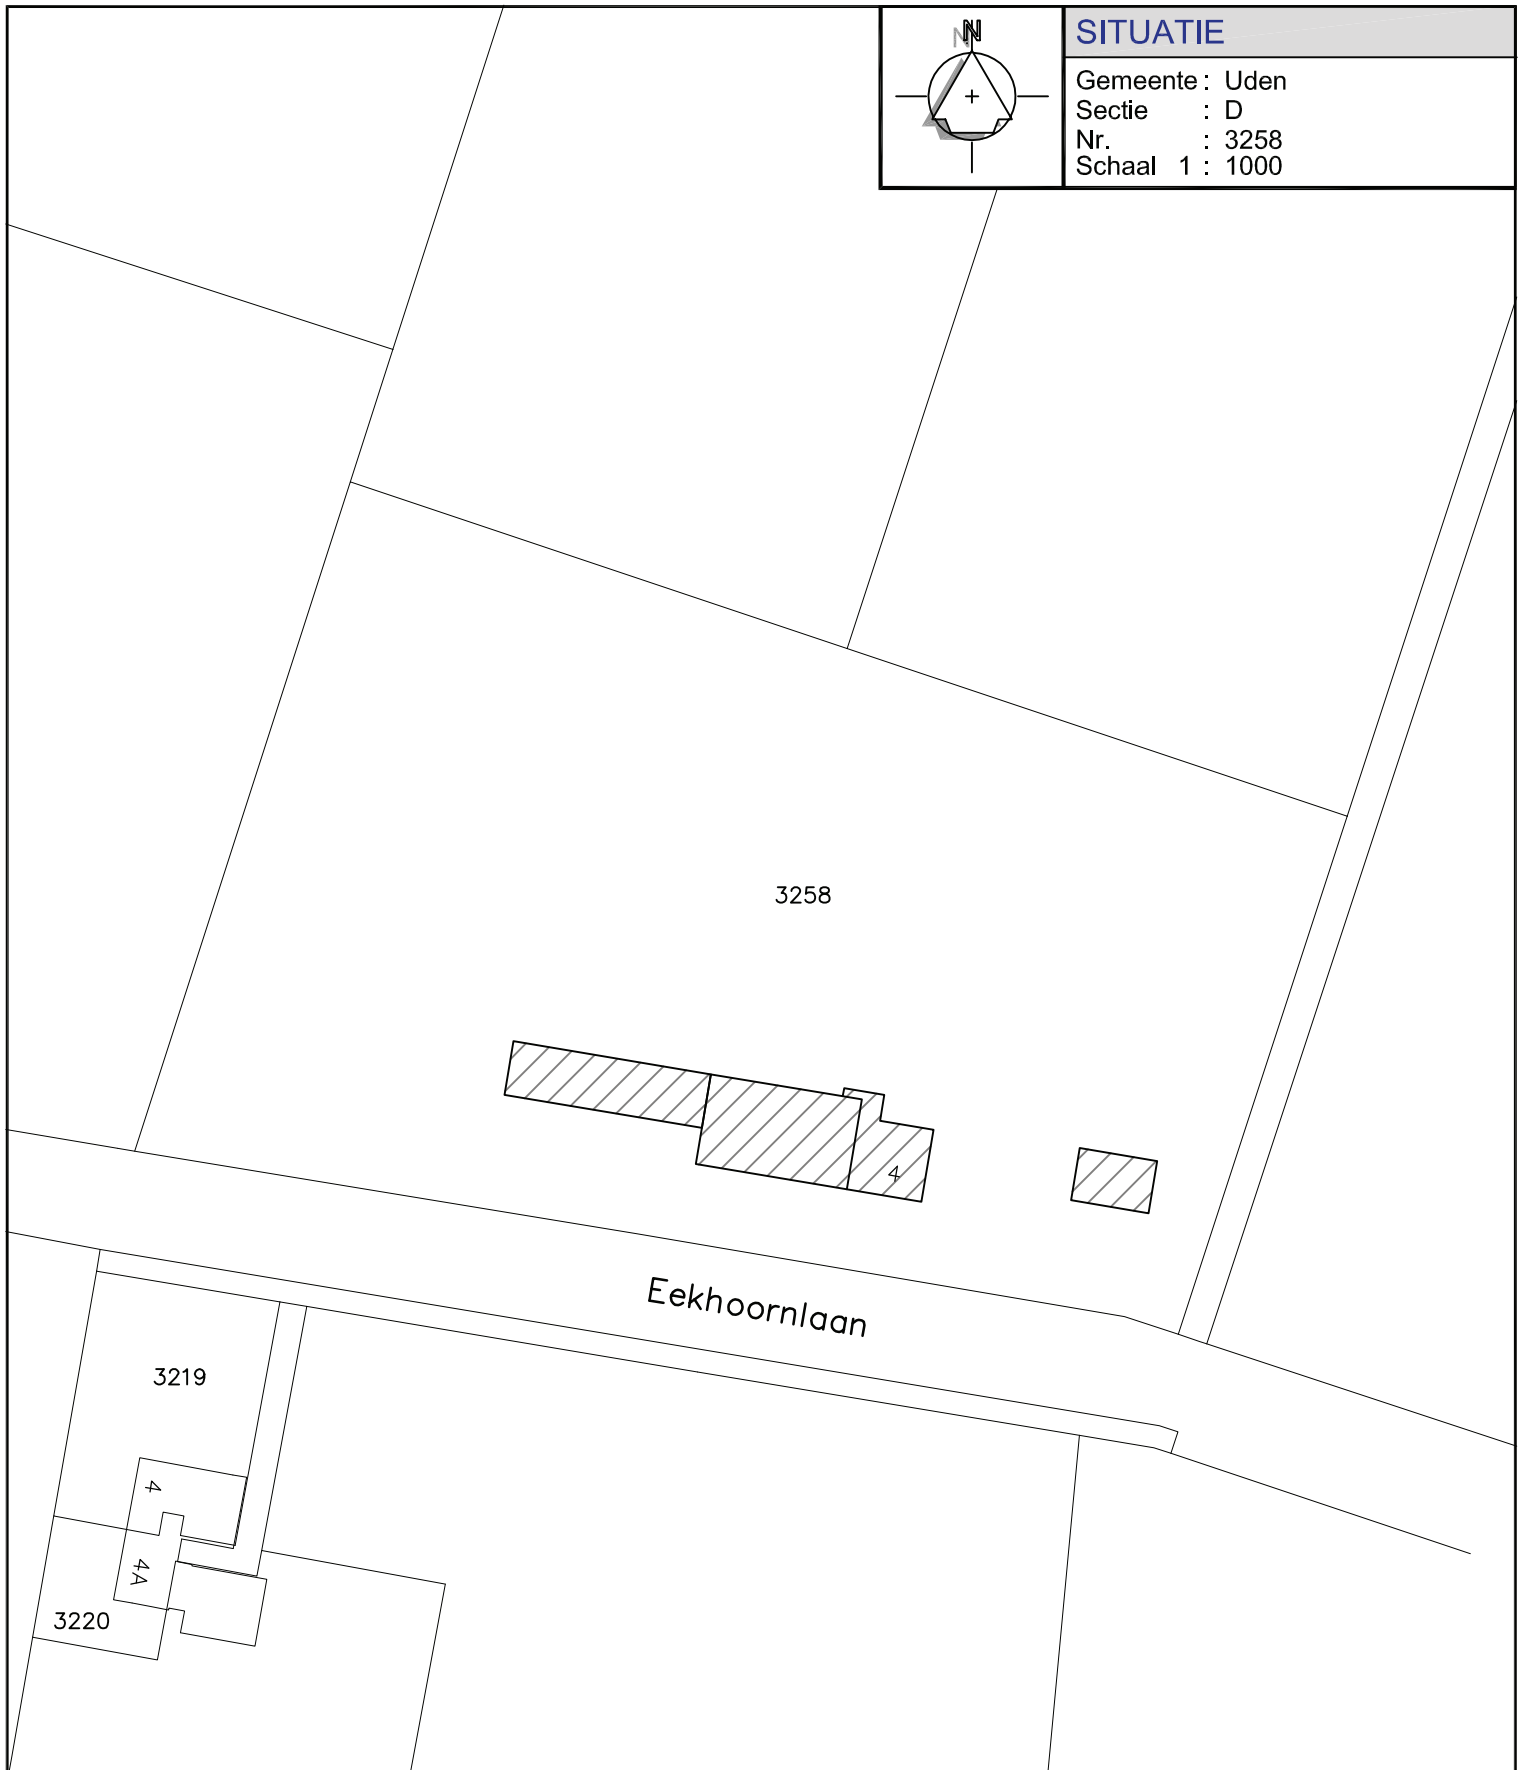 N
SITUATIE
Gemeente : Uden
Sectie : D
Nr. : 3258
Schaal 1 : 1000
3258
4
Eekhoornlaan
3219
4
4A
3220